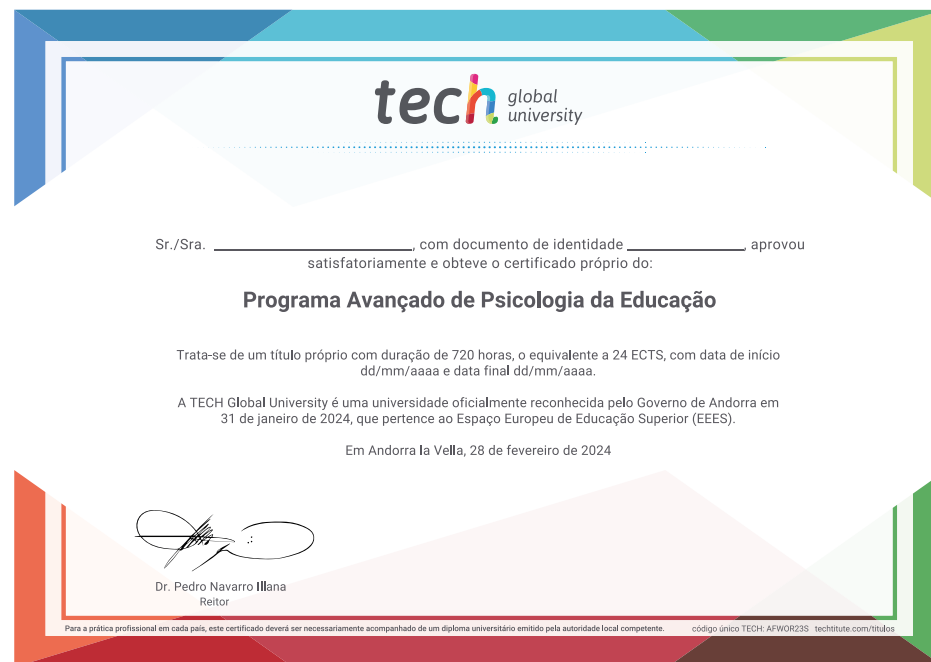 tech global university
Sr./Sra. ______________________, com documento de identidade _____________, aprovou
satisfatoriamente e obteve o certificado próprio do:
Programa Avançado de Psicologia da Educação
Trata-se de um título próprio com duração de 720 horas, o equivalente a 24 ECTS, com data de início
dd/mm/aaaa e data final dd/mm/aaaa.
A TECH Global University é uma universidade oficialmente reconhecida pelo Governo de Andorra em
31 de janeiro de 2024, que pertence ao Espaço Europeu de Educação Superior (EEES).
Em Andorra la Vella, 28 de fevereiro de 2024
Dr. Pedro Navarro Illana
Reitor
Para a prática profissional em cada país, este certificado deverá ser necessariamente acompanhado de um diploma universitário emitido pela autoridade local competente. código único TECH: AFWOR23S techtitute.com/titulos